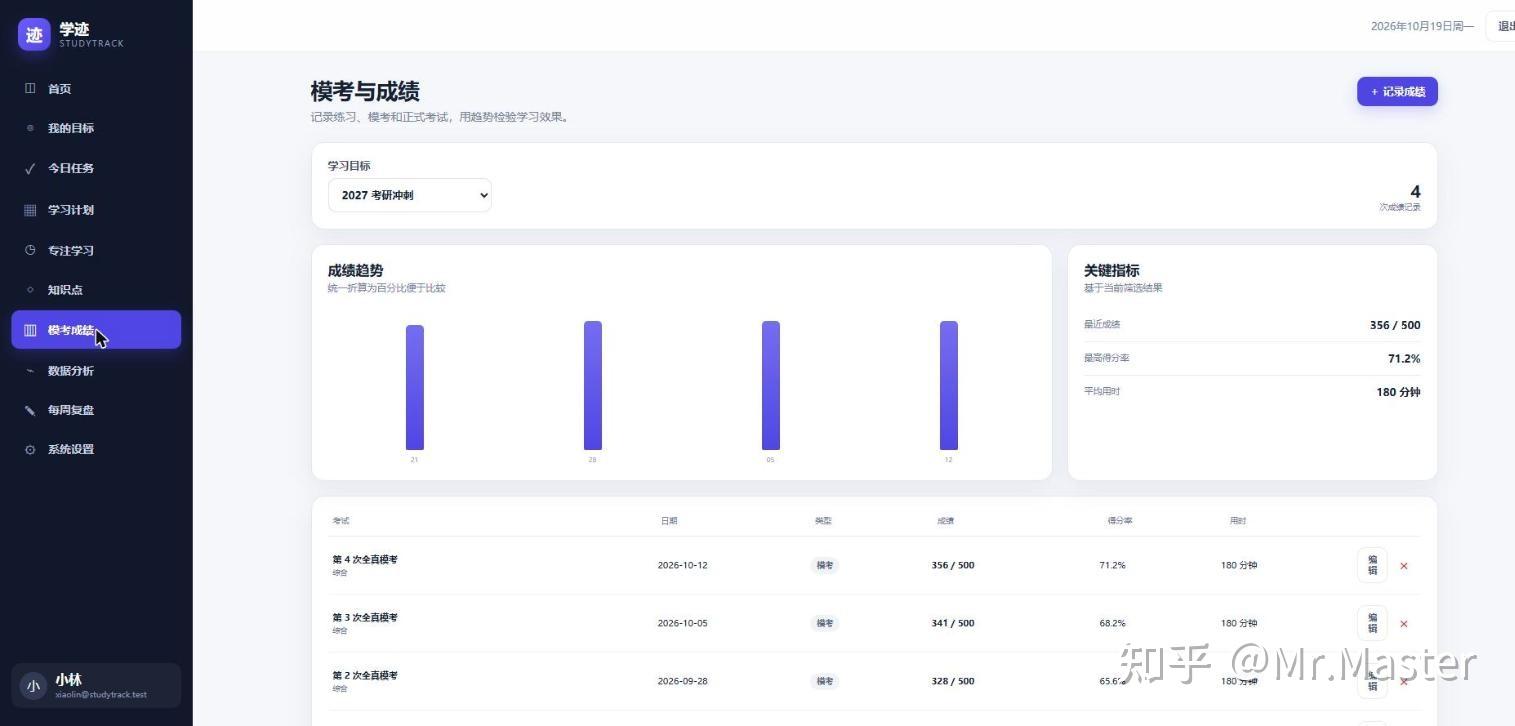 迹
学迹
STUDYTRACK
首页
我的目标
今日任务
学习计划
专注学习
知识点
模考成绩
数据分析
每周复盘
系统设置
小
小林
xiaolin@studytrack.test
2026年10月19日周一
退出
模考与成绩
记录练习、模考和正式考试，用趋势检验学习效果。
+ 记录成绩
学习目标
2027 考研冲刺
4
次成绩记录
成绩趋势
统一折算为百分比便于比较
21 28 05 12
关键指标
基于当前筛选结果
最近成绩 356 / 500
最高得分率 71.2%
平均用时 180 分钟
考试 日期 类型 成绩 得分率 用时
第 4 次全真模考 2026-10-12 模考 356 / 500 71.2% 180 分钟 编辑 ×
综合
第 3 次全真模考 2026-10-05 模考 341 / 500 68.2% 180 分钟 编辑 ×
综合
第 2 次全真模考 2026-09-28 模考 328 / 500 65.6% 180 分钟 编辑 ×
综合
知乎 @Mr.Master